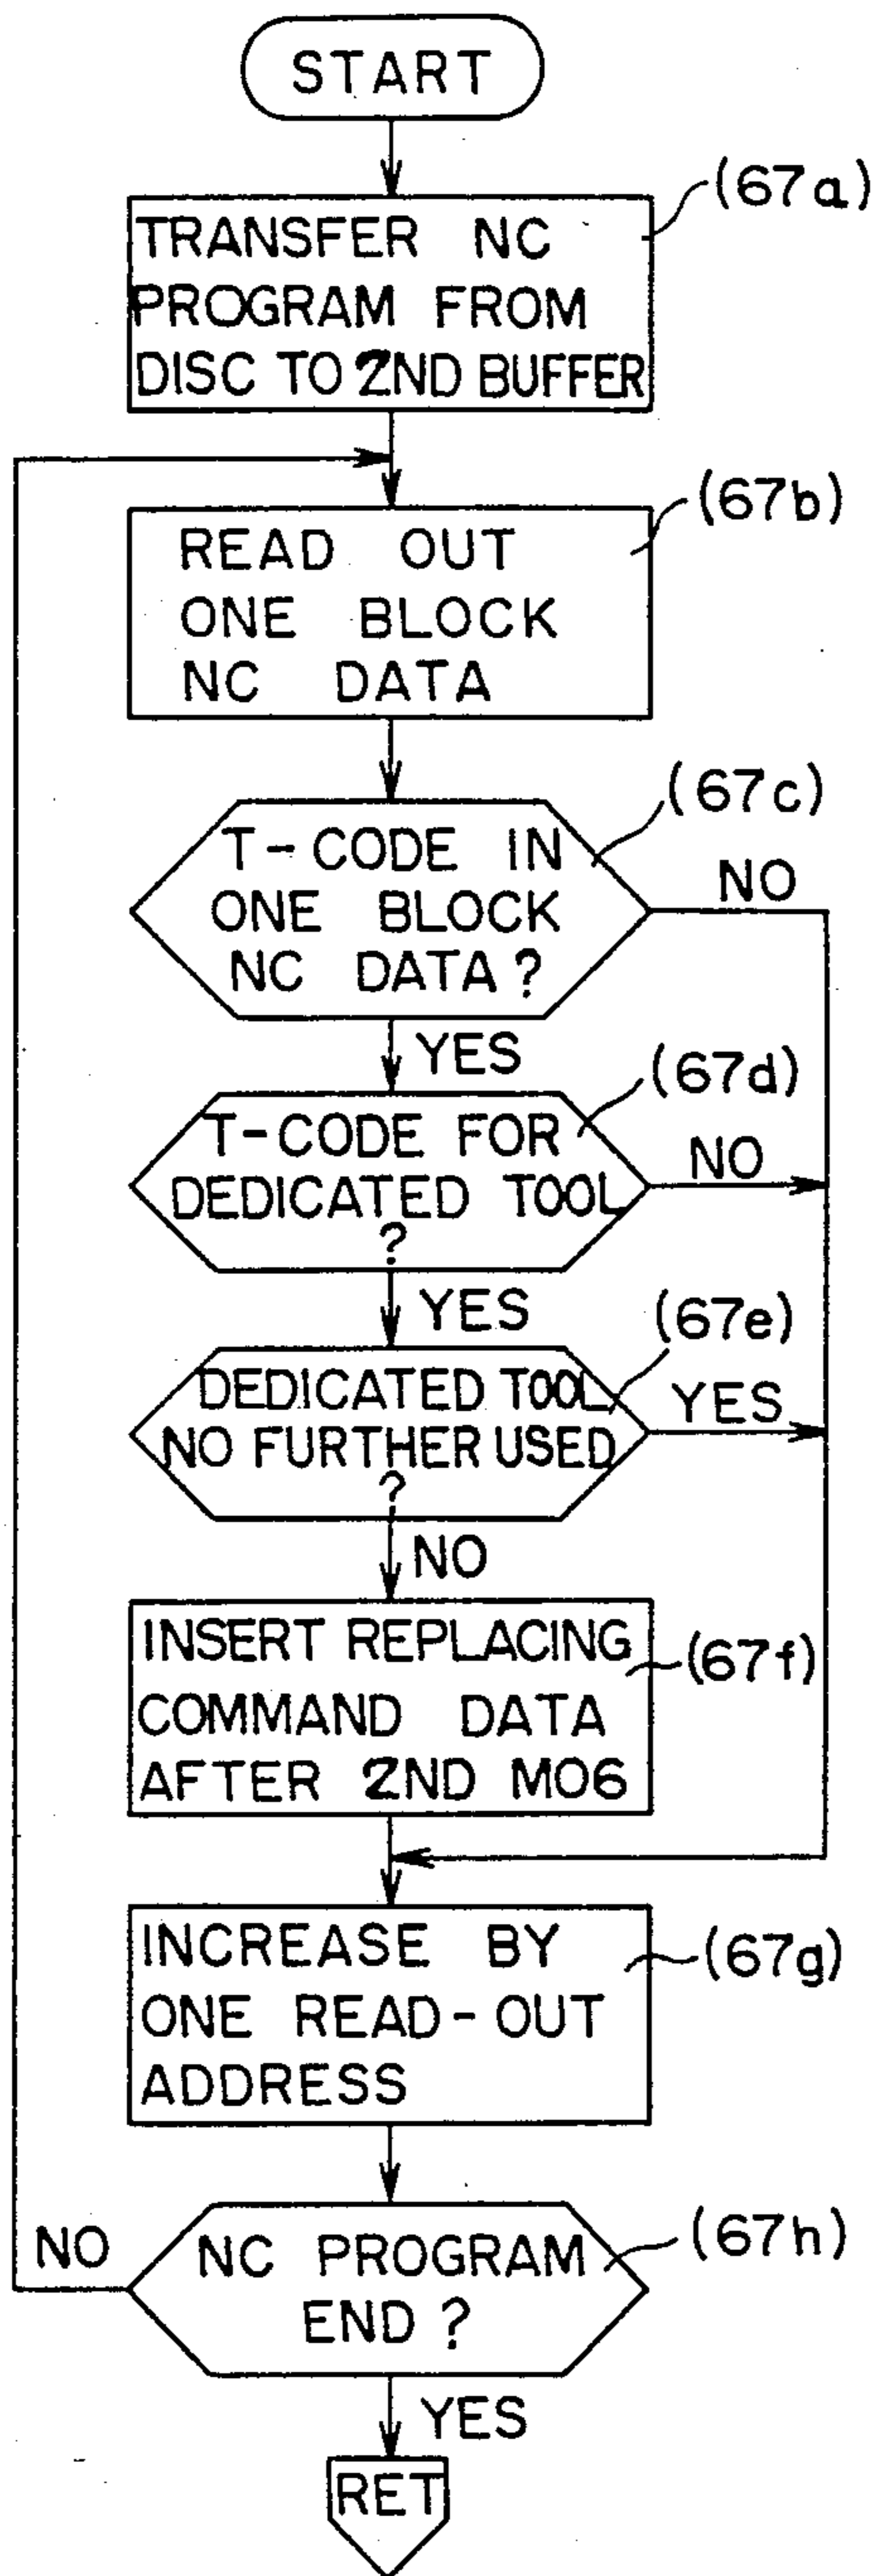 START
(67a)
TRANSFER NC
PROGRAM FROM
DISC TO 2ND BUFFER
(67b)
READ OUT
ONE BLOCK
NC DATA
(67c)
T-CODE IN
ONE BLOCK
NC DATA?
NO
YES
(67d)
T-CODE FOR
DEDICATED TOOL
?
NO
YES
(67e)
DEDICATED TOOL
NO FURTHER USED
?
YES
NO
INSERT REPLACING
COMMAND DATA
AFTER 2ND M06
(67f)
INCREASE BY
ONE READ-OUT
ADDRESS
(67g)
NC PROGRAM
END?
(67h)
NO
YES
RET